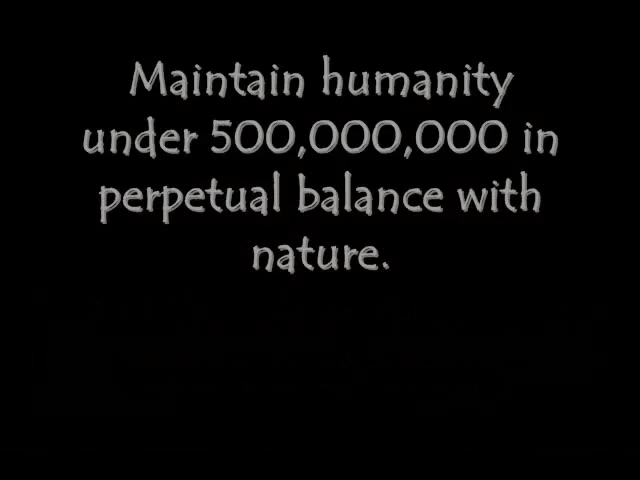 Maintain humanity
under 500,000,000 in
perpetual balance with
nature.